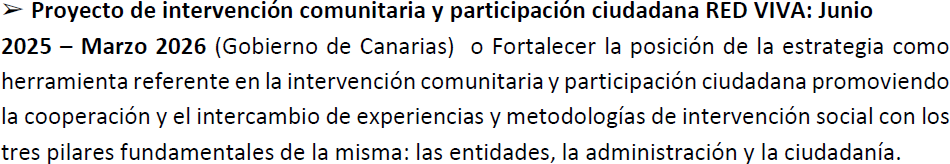 ➢ Proyecto de intervención comunitaria y participación ciudadana RED VIVA: Junio
2025 – Marzo 2026 (Gobierno de Canarias) o Fortalecer la posición de la estrategia como
herramienta referente en la intervención comunitaria y participación ciudadana promoviendo
la cooperación y el intercambio de experiencias y metodologías de intervención social con los
tres pilares fundamentales de la misma: las entidades, la administración y la ciudadanía.